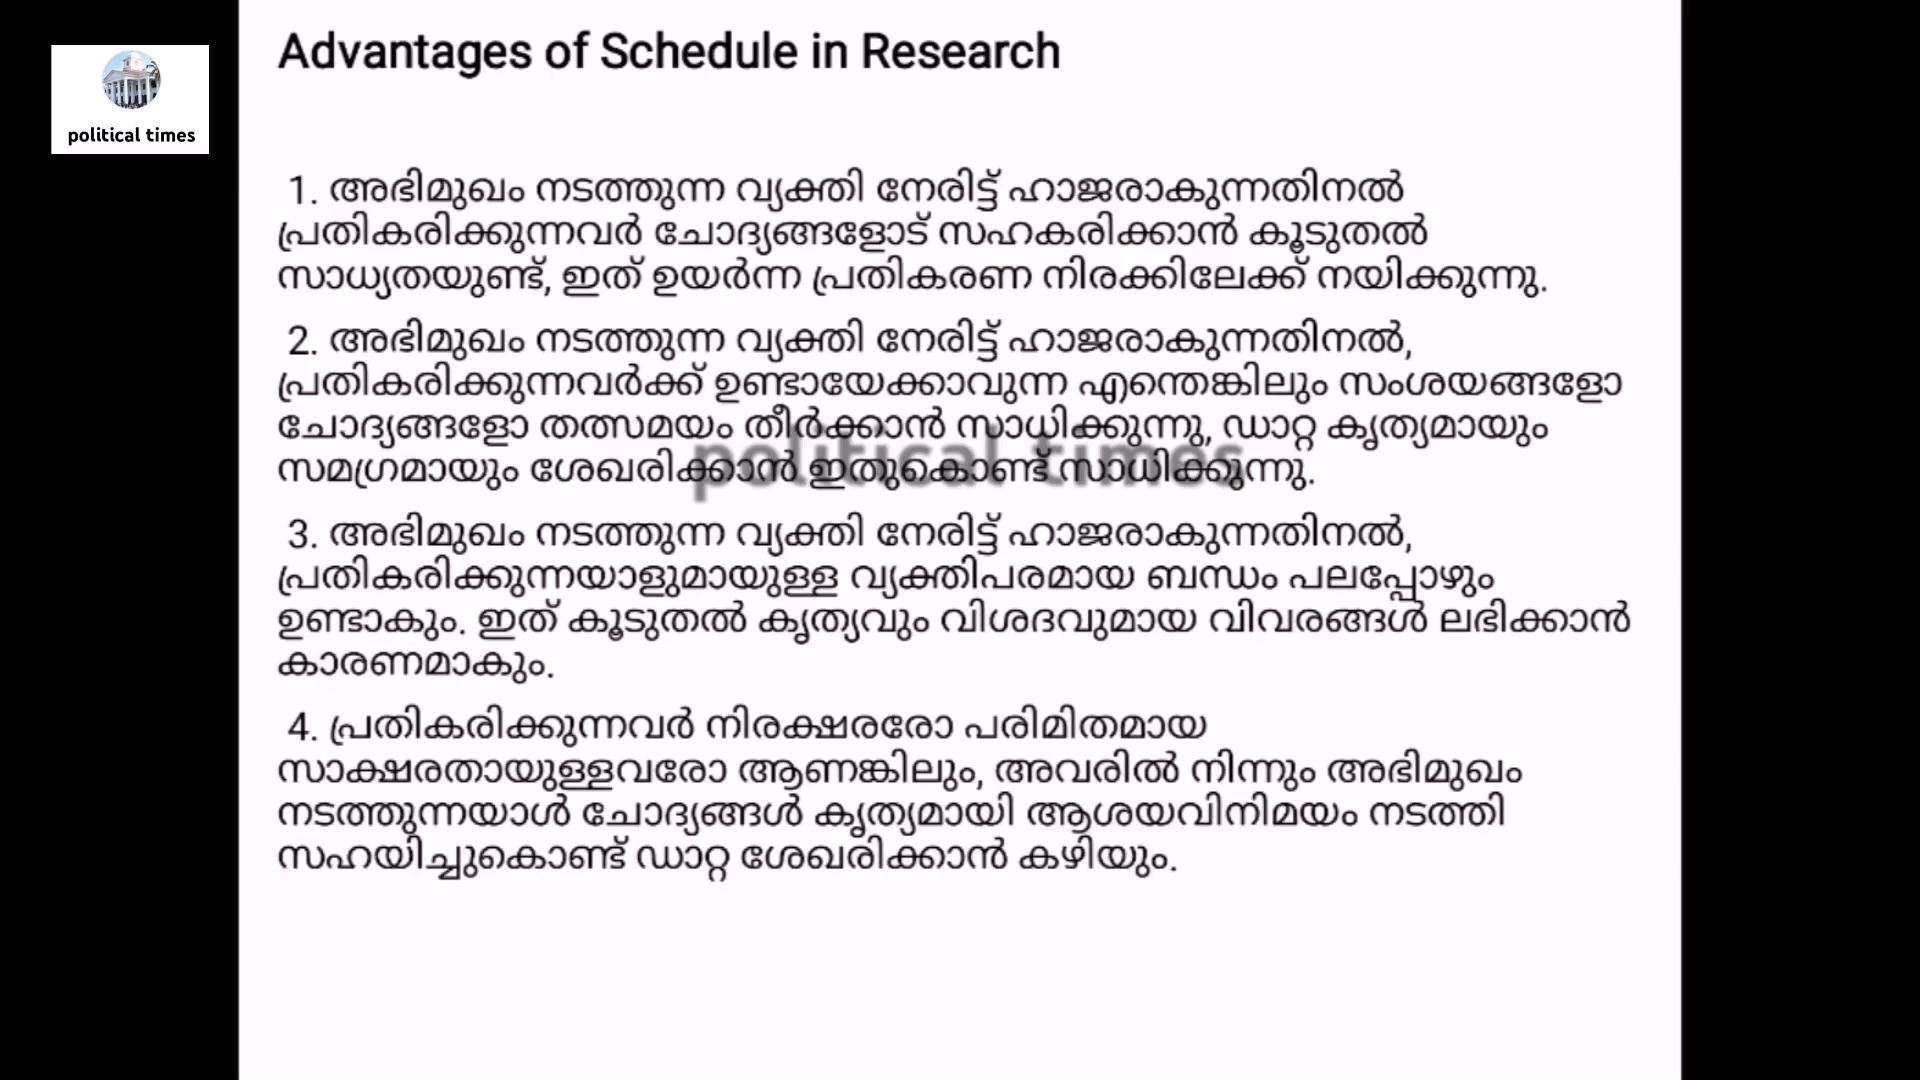 Advantages of Schedule in Research
political times
1. അഭിമുഖം നടത്തുന്ന വ്യക്തി നേരിട്ട് ഹാജരാകുന്നതിനൽ
പ്രതികരിക്കുന്നവർ ചോദ്യങ്ങളോട് സഹകരിക്കാൻ കൂടുതൽ
സാധ്യതയുണ്ട്, ഇത് ഉയർന്ന പ്രതികരണ നിരക്കിലേക്ക് നയിക്കുന്നു.
2. അഭിമുഖം നടത്തുന്ന വ്യക്തി നേരിട്ട് ഹാജരാകുന്നതിനൽ,
പ്രതികരിക്കുന്നവർക്ക് ഉണ്ടായേക്കാവുന്ന എന്തെങ്കിലും സംശയങ്ങളോ
ചോദ്യങ്ങളോ തത്സമയം തീർക്കാൻ സാധിക്കുന്നു, ഡാറ്റ കൃത്യമായും
സമഗ്രമായും ശേഖരിക്കാൻ ഇതുകൊണ്ട് സാധിക്കുന്നു.
political times
3. അഭിമുഖം നടത്തുന്ന വ്യക്തി നേരിട്ട് ഹാജരാകുന്നതിനൽ,
പ്രതികരിക്കുന്നയാളുമായുള്ള വ്യക്തിപരമായ ബന്ധം പലപ്പോഴും
ഉണ്ടാകും. ഇത് കൂടുതൽ കൃത്യവും വിശദവുമായ വിവരങ്ങൾ ലഭിക്കാൻ
കാരണമാകും.
4. പ്രതികരിക്കുന്നവർ നിരക്ഷരരോ പരിമിതമായ
സാക്ഷരതായുള്ളവരോ ആണങ്കിലും, അവരിൽ നിന്നും അഭിമുഖം
നടത്തുന്നയാൾ ചോദ്യങ്ങൾ കൃത്യമായി ആശയവിനിമയം നടത്തി
സഹയിച്ചുകൊണ്ട് ഡാറ്റ ശേഖരിക്കാൻ കഴിയും.